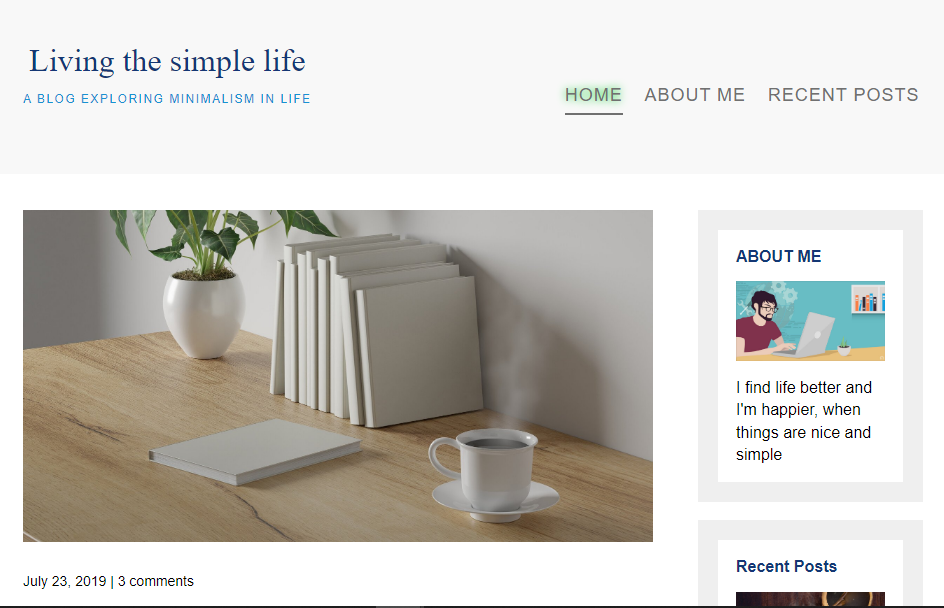 Living the simple life
A BLOG EXPLORING MINIMALISM IN LIFE
HOME ABOUT ME RECENT POSTS
July 23, 2019 | 3 comments
ABOUT ME
I find life better and
I'm happier, when
things are nice and
simple
Recent Posts